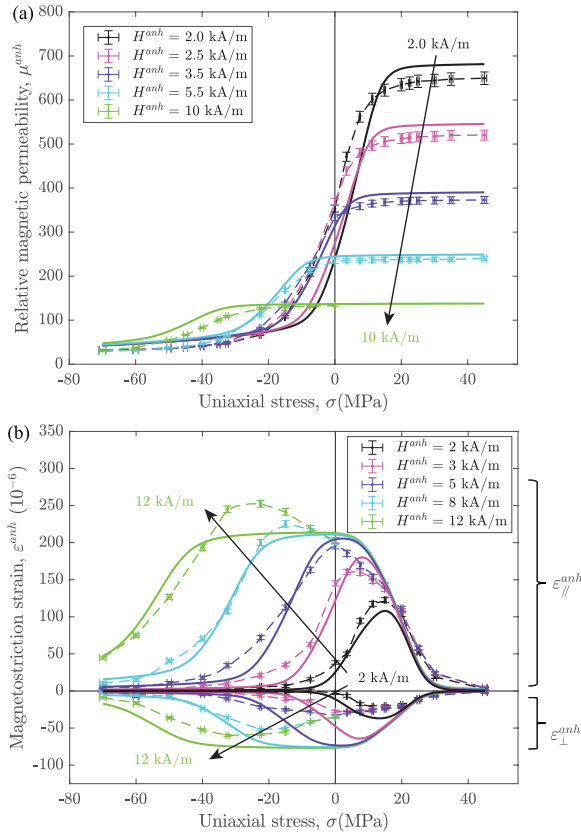 (a)
800
700
600
500
400
300
200
100
0
Relative magnetic permeability, μ^anh
H^anh = 2.0 kA/m
H^anh = 2.5 kA/m
H^anh = 3.5 kA/m
H^anh = 5.5 kA/m
H^anh = 10 kA/m
2.0 kA/m
10 kA/m
-80 -60 -40 -20 0 20 40
Uniaxial stress, σ(MPa)
(b)
350
300
250
200
150
100
50
0
-50
-100
Magnetostriction strain, ε^anh (10^-6)
H^anh = 2 kA/m
H^anh = 3 kA/m
H^anh = 5 kA/m
H^anh = 8 kA/m
H^anh = 12 kA/m
12 kA/m
2 kA/m
12 kA/m
ε_//^anh
ε_⊥^anh
-80 -60 -40 -20 0 20 40
Uniaxial stress, σ(MPa)